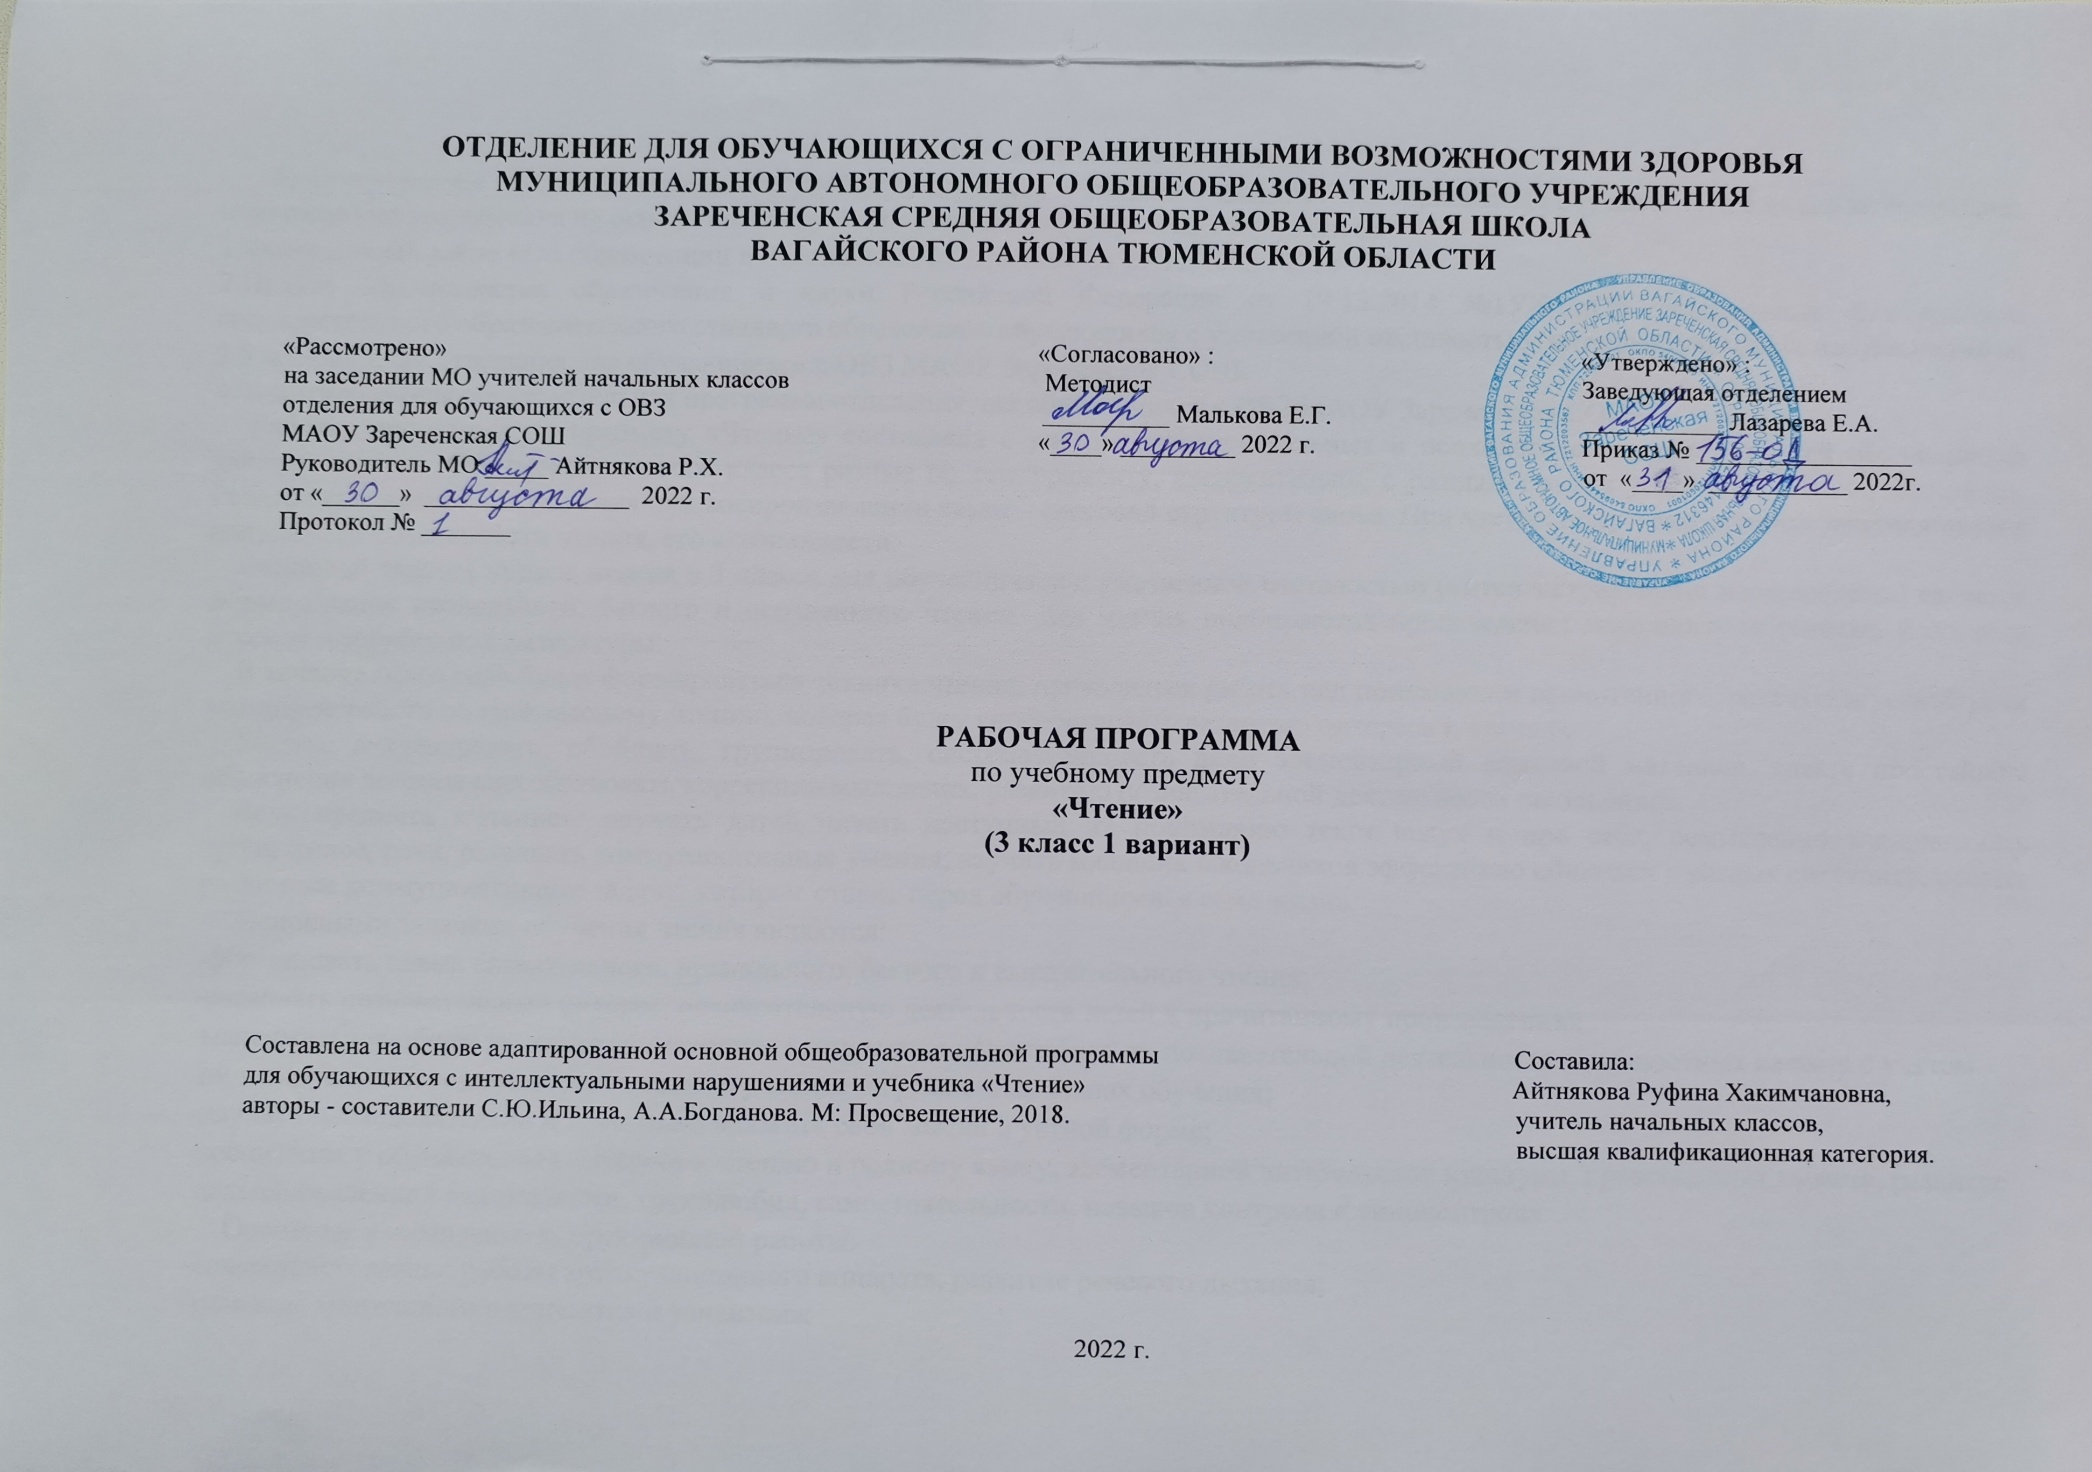 ОТДЕЛЕНИЕ ДЛЯ ОБУЧАЮЩИХСЯ С ОГРАНИЧЕННЫМИ ВОЗМОЖНОСТЯМИ ЗДОРОВЬЯ
МУНИЦИПАЛЬНОГО АВТОНОМНОГО ОБЩЕОБРАЗОВАТЕЛЬНОГО УЧРЕЖДЕНИЯ
ЗАРЕЧЕНСКАЯ СРЕДНЯЯ ОБЩЕОБРАЗОВАТЕЛЬНАЯ ШКОЛА
ВАГАЙСКОГО РАЙОНА ТЮМЕНСКОЙ ОБЛАСТИ
«Рассмотрено»
на заседании МО учителей начальных классов
отделения для обучающихся с ОВЗ
МАОУ Зареченская СОШ
Руководитель МО Айтнякова Р.Х.
от «30» августа 2022 г.
Протокол № 1
«Согласовано» :
Методист
Малькова Е.Г.
«30» августа 2022 г.
«Утверждено» :
Заведующая отделением
Лазарева Е.А.
Приказ № 156-од
от «31» августа 2022г.
МАОУ
Зареченская
СОШ
РАБОЧАЯ ПРОГРАММА
по учебному предмету
«Чтение»
(3 класс 1 вариант)
Составлена на основе адаптированной основной общеобразовательной программы
для обучающихся с интеллектуальными нарушениями и учебника «Чтение»
авторы - составители С.Ю.Ильина, А.А.Богданова. М: Просвещение, 2018.
Составила:
Айтнякова Руфина Хакимчановна,
учитель начальных классов,
высшая квалификационная категория.
2022 г.